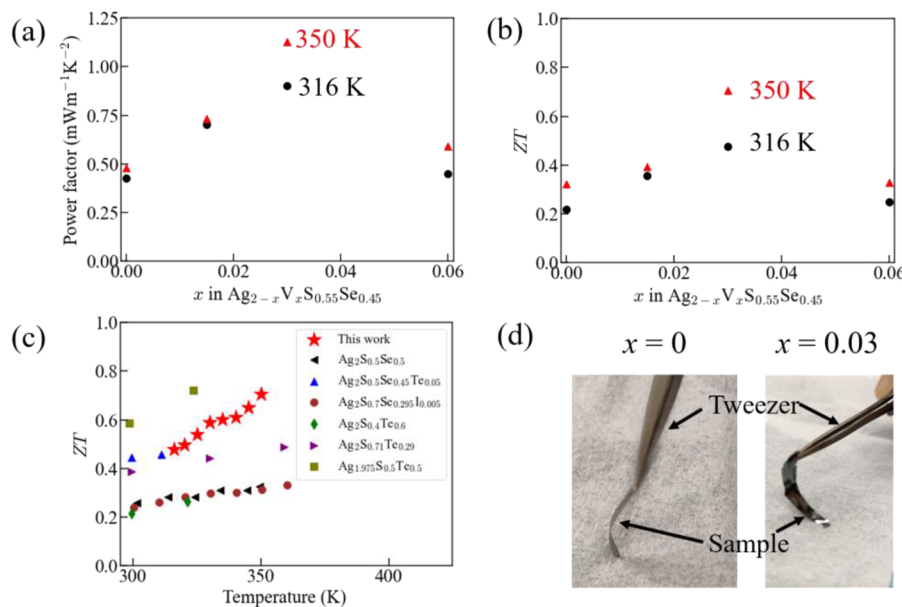 (a)
1.25
1.00
0.75
0.50
0.25
0.00
Power factor (mWm⁻¹K⁻²)
350 K
316 K
0.00 0.02 0.04 0.06
x in Ag₂₋ₓVₓS₀.₅₅Se₀.₄₅
(b)
1.0
0.8
0.6
0.4
0.2
0.0
ZT
350 K
316 K
0.00 0.02 0.04 0.06
x in Ag₂₋ₓVₓS₀.₅₅Se₀.₄₅
(c)
1.0
0.8
0.6
0.4
0.2
0.0
ZT
This work
Ag₂S₀.₅Se₀.₅
Ag₂S₀.₅Se₀.₄₅Te₀.₀₅
Ag₂S₀.₇Se₀.₂₉₅I₀.₀₀₅
Ag₂S₀.₄Te₀.₆
Ag₂S₀.₇₁Te₀.₂₉
Ag₁.₉₇₅S₀.₅Te₀.₅
300 350 400
Temperature (K)
(d)
x = 0 x = 0.03
Tweezer
Sample